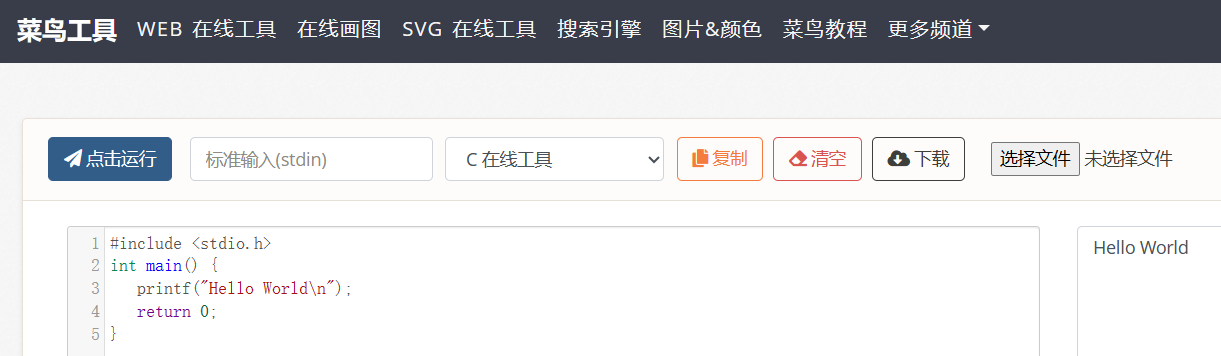 菜鸟工具 WEB 在线工具 在线画图 SVG 在线工具 搜索引擎 图片&颜色 菜鸟教程 更多频道
点击运行 标准输入(stdin) C 在线工具 复制 清空 下载 选择文件 未选择文件
1 #include <stdio.h>
2 int main() {
3    printf("Hello World\n");
4    return 0;
5 }
Hello World